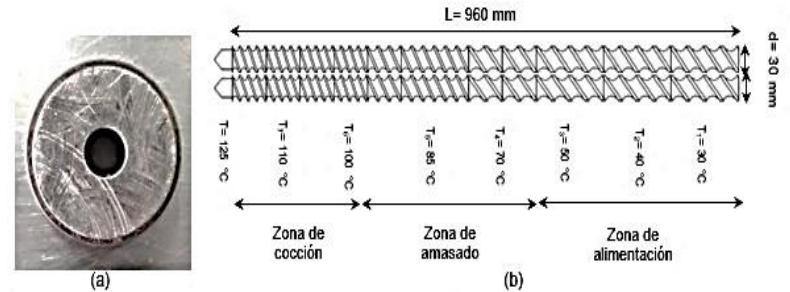 L= 960 mm
d= 30 mm
T= 125 °C
T₇= 110 °C
T₆= 100 °C
T₅= 85 °C
T₄= 70 °C
T₃= 50 °C
T₂= 40 °C
T₁= 30 °C
Zona de
cocción
Zona de
amasado
Zona de
alimentación
(a)
(b)